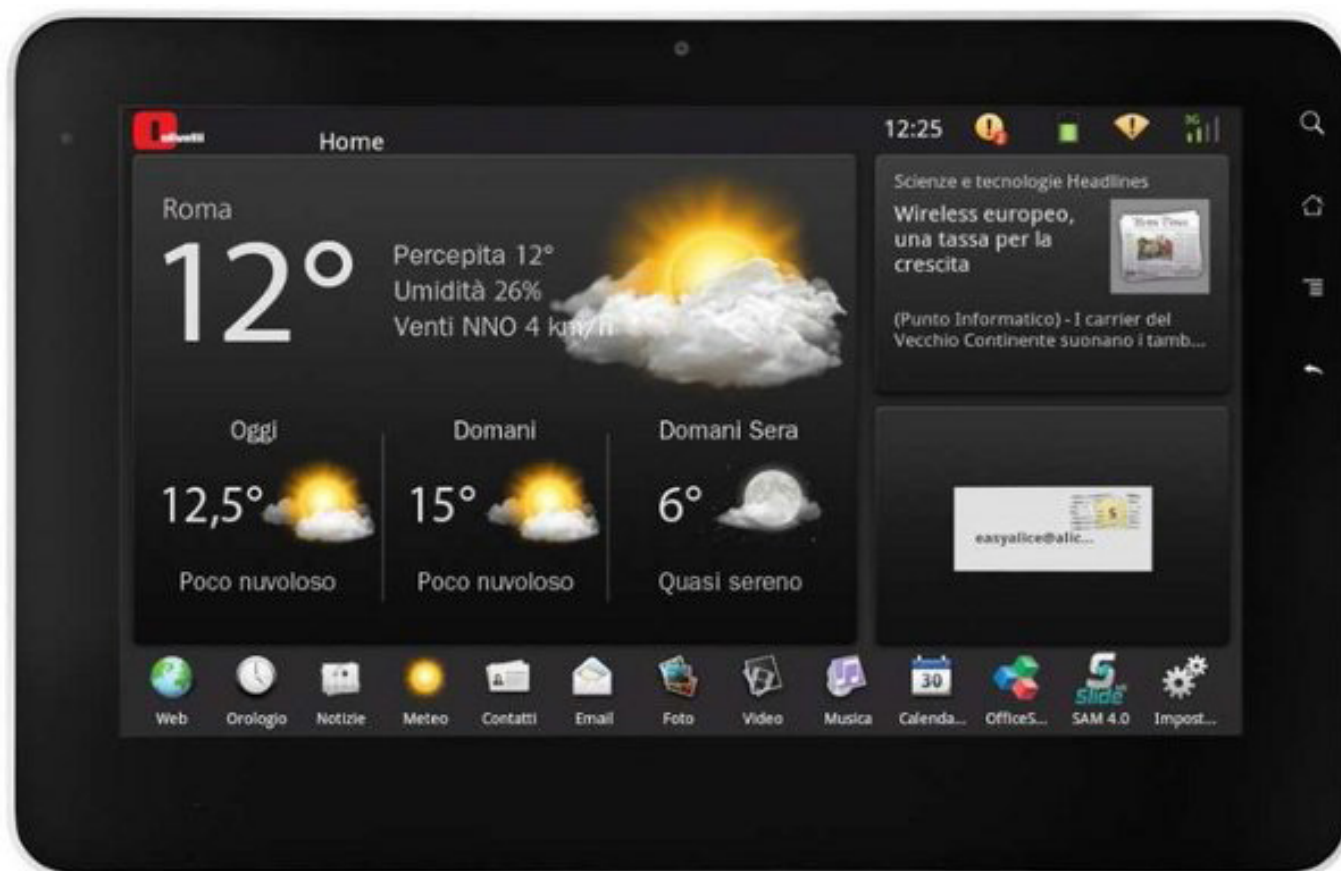 olivetti
Home
12:25
3G
Roma
12°
Percepita 12°
Umidità 26%
Venti NNO 4 km/h
Oggi
Domani
Domani Sera
12,5°
15°
6°
Poco nuvoloso
Poco nuvoloso
Quasi sereno
Scienze e tecnologie Headlines
Wireless europeo,
una tassa per la
crescita
(Punto Informatico) - I carrier del
Vecchio Continente suonano i tamb...
easyalice@alic...
30
Slide
Web
Orologio
Notizie
Meteo
Contatti
Email
Foto
Video
Musica
Calenda...
OfficeS...
SAM 4.0
Impost...